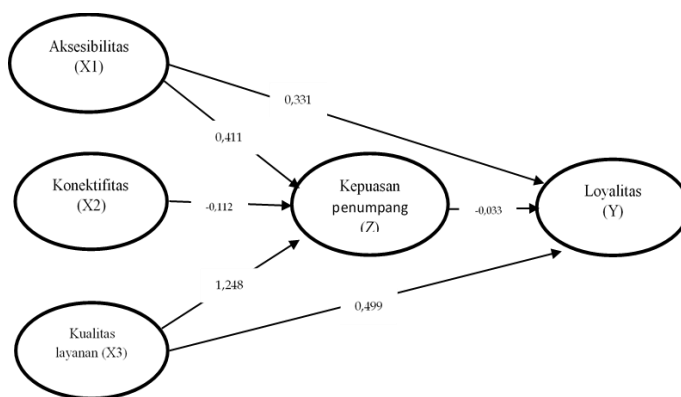 Aksesibilitas
(X1)
0,331
0,411
Konektifitas
(X2)
-0,112
Kepuasan
penumpang
(Z)
-0,033
Loyalitas
(Y)
1,248
0,499
Kualitas
layanan (X3)